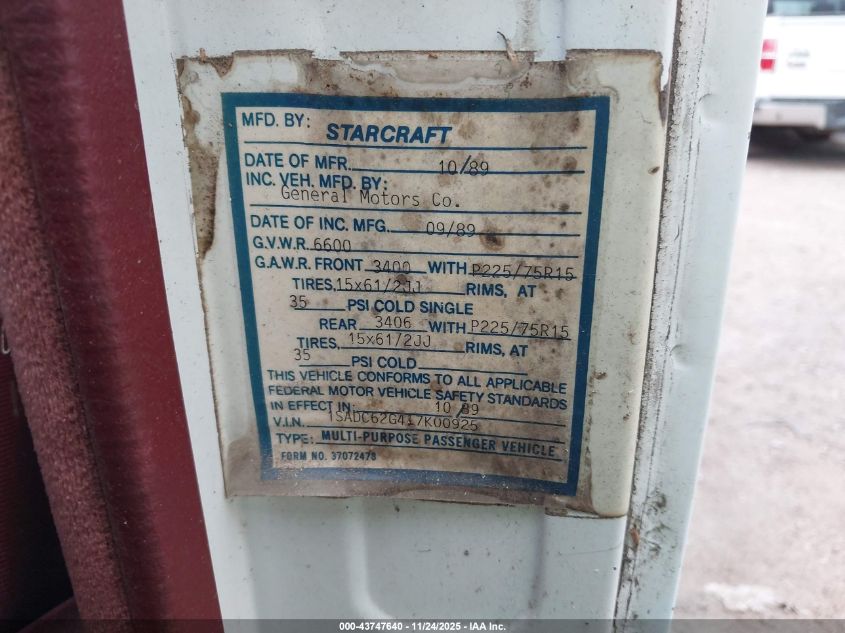 MFD. BY: STARCRAFT
DATE OF MFR. 10/89
INC. VEH. MFD. BY:
General Motors Co.
DATE OF INC. MFG. 09/89
G.V.W.R. 6600
G.A.W.R. FRONT 3400 WITH P225/75R15
TIRES, 15x61/2JJ RIMS, AT
35 PSI COLD SINGLE
REAR 3406 WITH P225/75R15
TIRES, 15x61/2JJ RIMS, AT
35 PSI COLD
THIS VEHICLE CONFORMS TO ALL APPLICABLE
FEDERAL MOTOR VEHICLE SAFETY STANDARDS
IN EFFECT IN: 10/89
V.I.N.
TYPE: MULTI-PURPOSE PASSENGER VEHICLE
FORM NO. 37072473
000-43747640 - 11/24/2025 - IAA Inc.